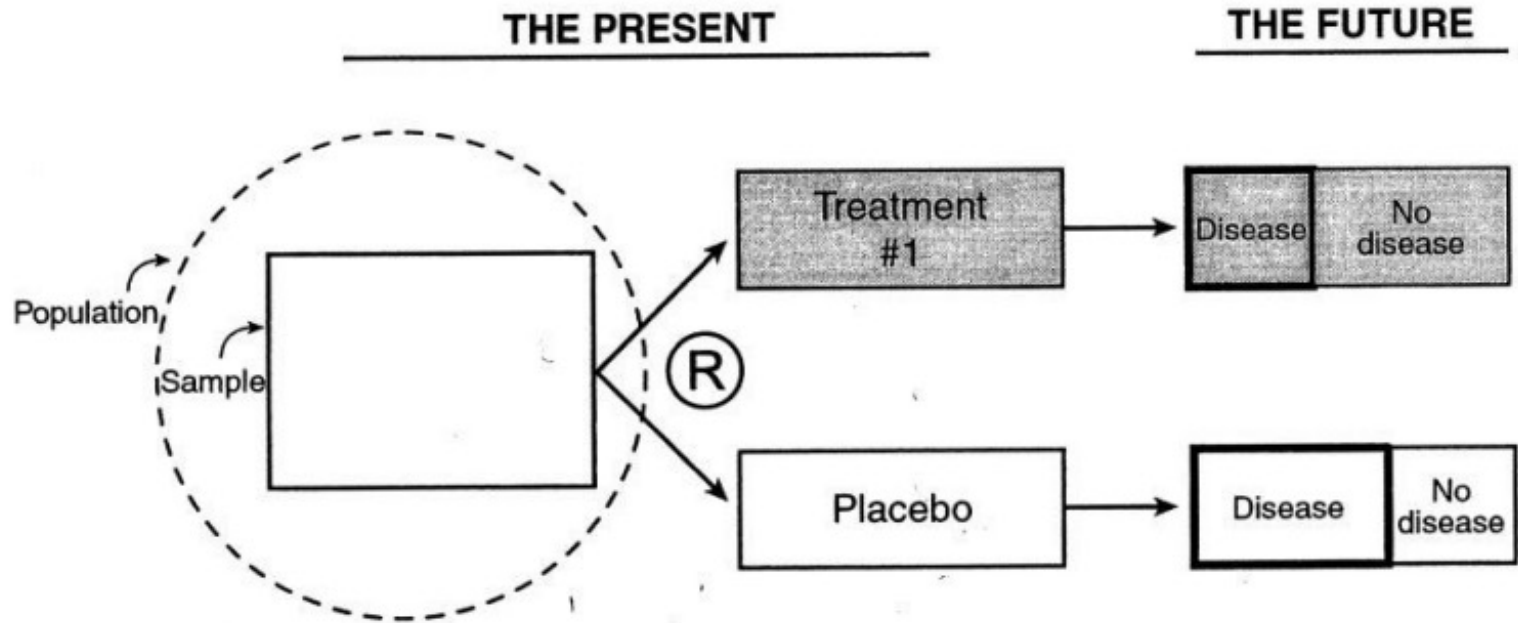 THE PRESENT
THE FUTURE
Population
Sample
R
Treatment
#1
Disease
No
disease
Placebo
Disease
No
disease